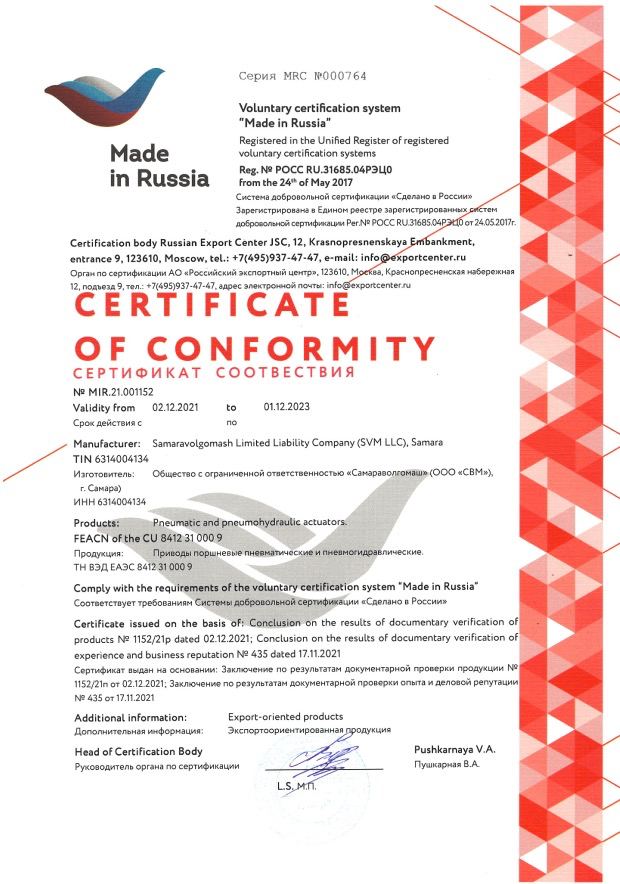 Серия MRC №000764
Made
in Russia
Voluntary certification system
"Made in Russia"
Registered in the Unified Register of registered
voluntary certification systems
Reg. № РОСС RU.31685.04РЭЦ0
from the 24ᵗʰ of May 2017
Система добровольной сертификации «Сделано в России»
Зарегистрирована в Едином реестре зарегистрированных систем
добровольной сертификации Рег.№ РОСС RU.31685.04РЭЦ0 от 24.05.2017г.
Certification body Russian Export Center JSC, 12, Krasnopresnenskaya Embankment,
entrance 9, 123610, Moscow, tel.: +7(495)937-47-47, e-mail: info@exportcenter.ru
Орган по сертификации АО «Российский экспортный центр», 123610, Москва, Краснопресненская набережная
12, подъезд 9, тел.: +7(495)937-47-47, адрес электронной почты: info@exportcenter.ru
CERTIFICATE
OF CONFORMITY
СЕРТИФИКАТ СООТВЕСТВИЯ
№ MIR.21.001152
Validity from 02.12.2021 to 01.12.2023
Срок действия с по
Manufacturer: Samaravolgomash Limited Liability Company (SVM LLC), Samara
TIN 6314004134
Изготовитель: Общество с ограниченной ответственностью «Самараволгомаш» (ООО «СВМ»),
г. Самара)
ИНН 6314004134
Products: Pneumatic and pneumohydraulic actuators.
FEACN of the CU 8412 31 000 9
Продукция: Приводы поршневые пневматические и пневмогидравлические.
ТН ВЭД ЕАЭС 8412 31 000 9
Comply with the requirements of the voluntary certification system "Made in Russia"
Соответствует требованиям Системы добровольной сертификации «Сделано в России»
Certificate issued on the basis of: Conclusion on the results of documentary verification of
products № 1152/21p dated 02.12.2021; Conclusion on the results of documentary verification of
experience and business reputation № 435 dated 17.11.2021
Сертификат выдан на основании: Заключение по результатам документарной проверки продукции №
1152/21п от 02.12.2021; Заключение по результатам документарной проверки опыта и деловой репутации
№ 435 от 17.11.2021
Additional information: Export-oriented products
Дополнительная информация: Экспортоориентированная продукция
Head of Certification Body Pushkarnaya V.A.
Руководитель органа по сертификации Пушкарная В.А.
L.S. М.П.